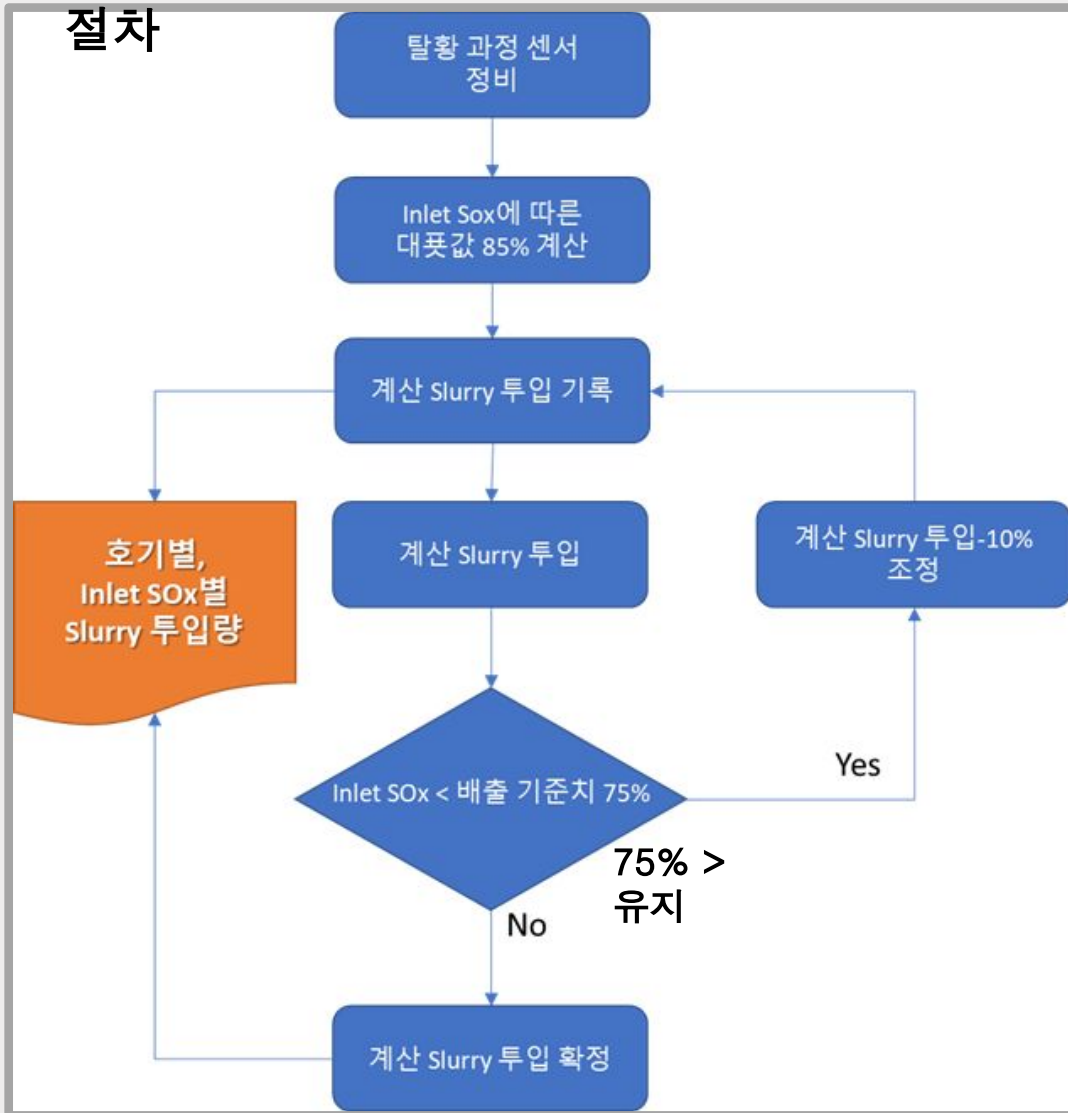 절차
탈황 과정 센서
정비
Inlet Sox에 따른
대푯값 85% 계산
계산 Slurry 투입 기록
호기별,
Inlet SOx별
Slurry 투입량
계산 Slurry 투입
계산 Slurry 투입-10%
조정
Inlet SOx < 배출 기준치 75%
Yes
75% >
유지
No
계산 Slurry 투입 확정